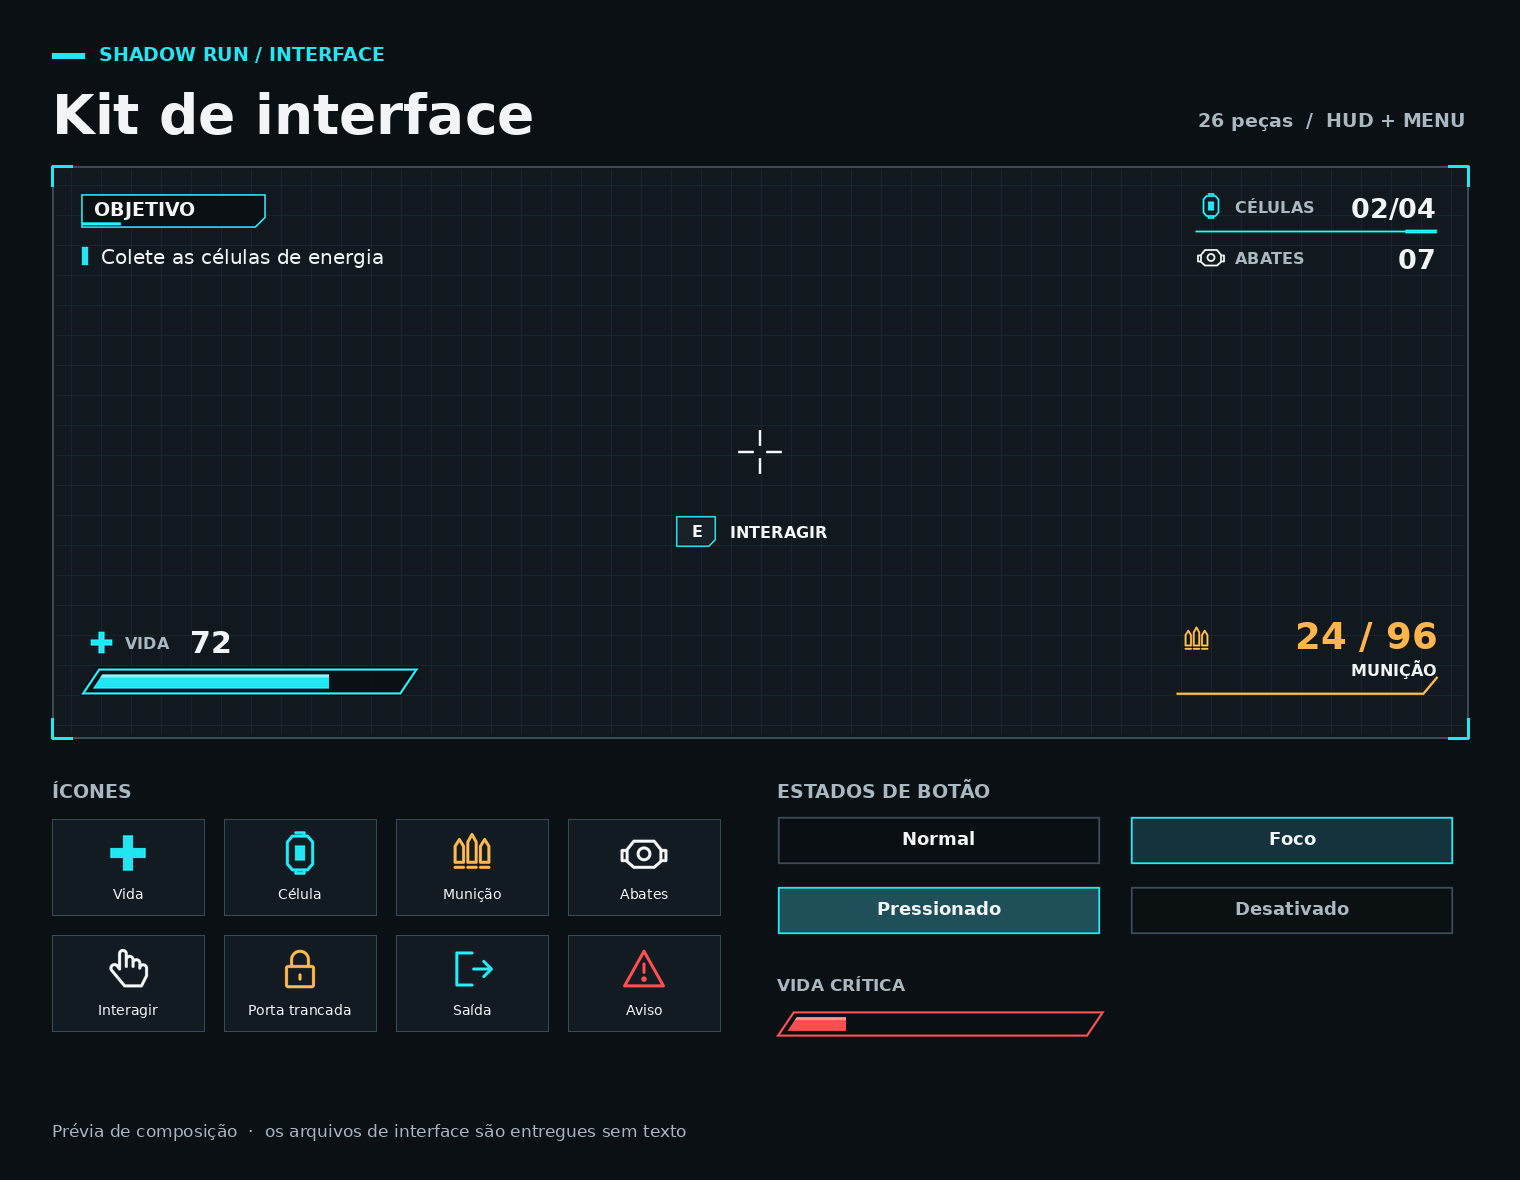 SHADOW RUN / INTERFACE
Kit de interface
26 peças / HUD + MENU
OBJETIVO
Colete as células de energia
CÉLULAS 02/04
ABATES 07
E INTERAGIR
VIDA 72
24 / 96
MUNIÇÃO
ÍCONES
Vida Célula Munição Abates
Interagir Porta trancada Saída Aviso
ESTADOS DE BOTÃO
Normal Foco
Pressionado Desativado
VIDA CRÍTICA
Prévia de composição · os arquivos de interface são entregues sem texto